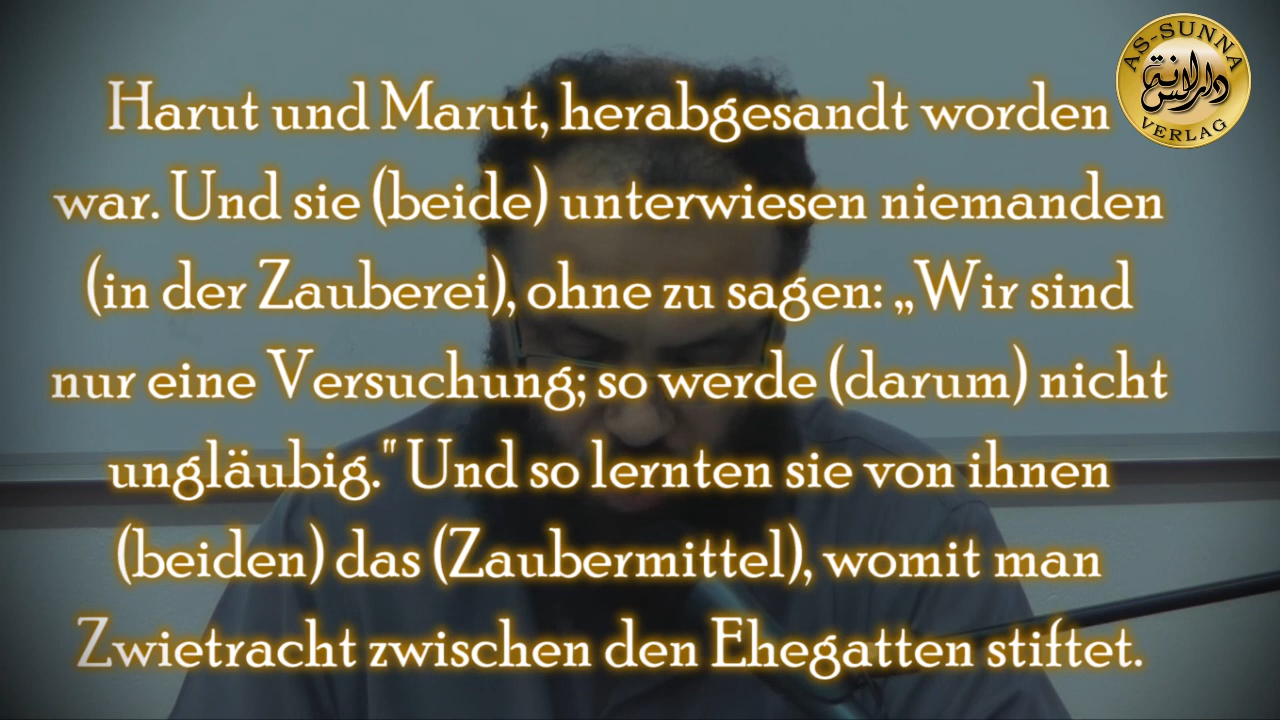 AS-SUNNA
دار السنة
VERLAG
Harut und Marut, herabgesandt worden
war. Und sie (beide) unterwiesen niemanden
(in der Zauberei), ohne zu sagen: „Wir sind
nur eine Versuchung; so werde (darum) nicht
ungläubig." Und so lernten sie von ihnen
(beiden) das (Zaubermittel), womit man
Zwietracht zwischen den Ehegatten stiftet.